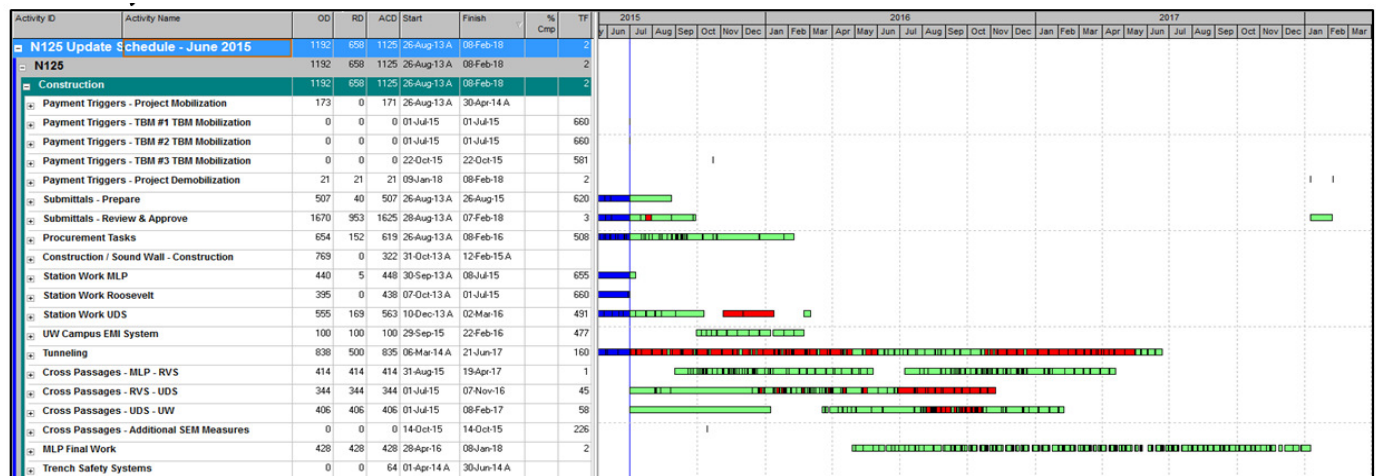 Activity ID Activity Name OD RD ACD Start Finish % Cmp TF 2015 2016 2017
y Jun Jul Aug Sep Oct Nov Dec Jan Feb Mar Apr May Jun Jul Aug Sep Oct Nov Dec Jan Feb Mar Apr May Jun Jul Aug Sep Oct Nov Dec Jan Feb Mar
N125 Update Schedule - June 2015 1192 658 1125 26-Aug-13 A 08-Feb-18 2
N125 1192 658 1125 26-Aug-13 A 08-Feb-18 2
Construction 1192 658 1125 26-Aug-13 A 08-Feb-18 2
Payment Triggers - Project Mobilization 173 0 171 26-Aug-13 A 30-Apr-14 A
Payment Triggers - TBM #1 TBM Mobilization 0 0 0 01-Jul-15 01-Jul-15 660
Payment Triggers - TBM #2 TBM Mobilization 0 0 0 01-Jul-15 01-Jul-15 660
Payment Triggers - TBM #3 TBM Mobilization 0 0 0 22-Oct-15 22-Oct-15 581
Payment Triggers - Project Demobilization 21 21 21 09-Jan-18 08-Feb-18 2
Submittals - Prepare 507 40 507 26-Aug-13 A 26-Aug-15 620
Submittals - Review & Approve 1670 953 1625 28-Aug-13 A 07-Feb-18 3
Procurement Tasks 654 152 619 26-Aug-13 A 08-Feb-16 508
Construction / Sound Wall - Construction 769 0 322 31-Oct-13 A 12-Feb-15 A
Station Work MLP 440 5 448 30-Sep-13 A 08-Jul-15 655
Station Work Roosevelt 395 0 438 07-Oct-13 A 01-Jul-15 660
Station Work UDS 555 169 563 10-Dec-13 A 02-Mar-16 491
UW Campus EMI System 100 100 100 29-Sep-15 22-Feb-16 477
Tunneling 838 500 835 06-Mar-14 A 21-Jun-17 160
Cross Passages - MLP - RVS 414 414 414 31-Aug-15 19-Apr-17 1
Cross Passages - RVS - UDS 344 344 344 01-Jul-15 07-Nov-16 45
Cross Passages - UDS - UW 406 406 406 01-Jul-15 08-Feb-17 58
Cross Passages - Additional SEM Measures 0 0 0 14-Oct-15 14-Oct-15 226
MLP Final Work 428 428 428 28-Apr-16 08-Jan-18 2
Trench Safety Systems 0 0 64 01-Apr-14 A 30-Jun-14 A